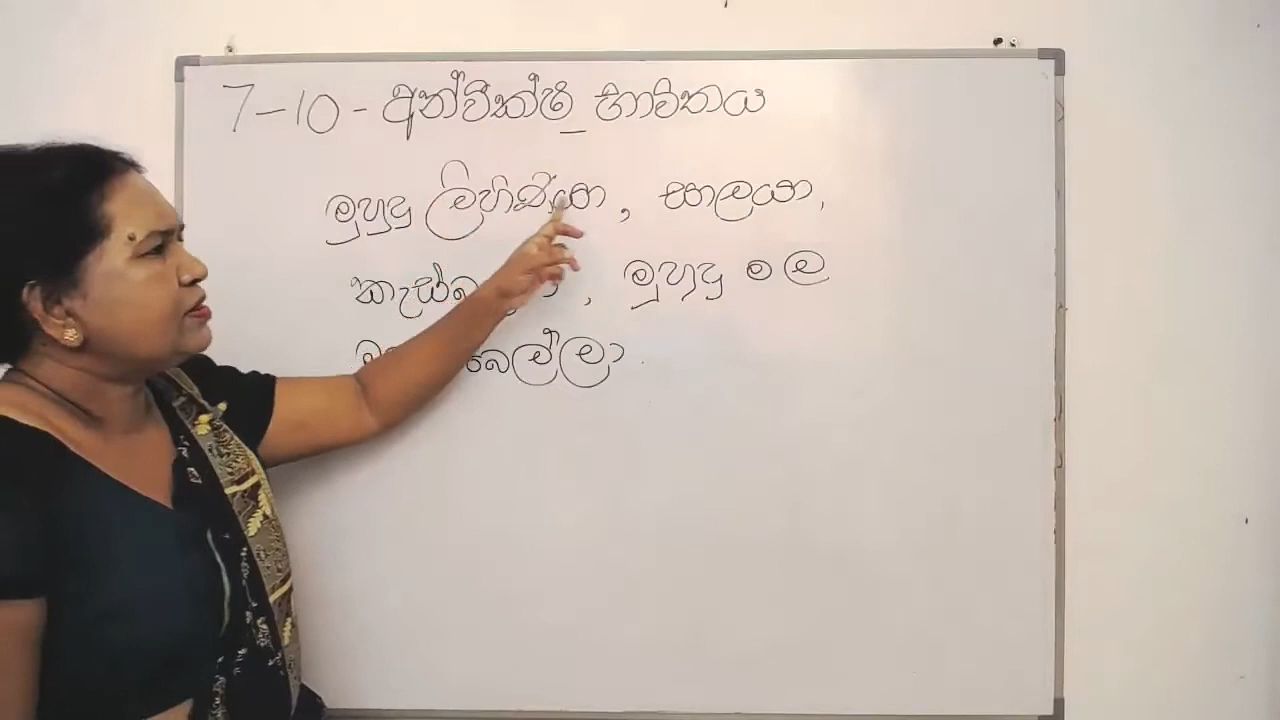 7-10 - අන්වීක්ෂී භාවිතය
මුහුදු ලිහිණියා, සාලයා,
මුහුදු මල
බෙල්ලා.